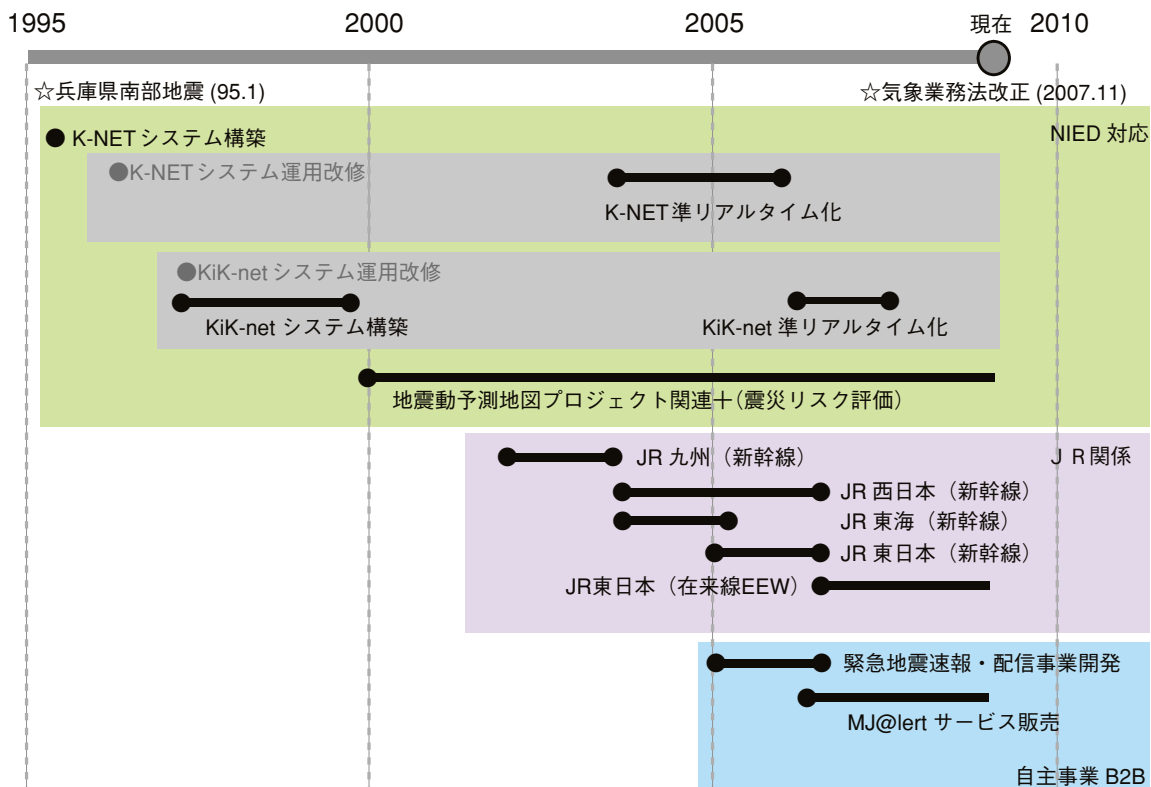 1995
2000
2005
現在
2010
☆兵庫県南部地震 (95.1)
☆気象業務法改正 (2007.11)
●K-NETシステム構築
NIED 対応
●K-NETシステム運用改修
K-NET準リアルタイム化
●KiK-netシステム運用改修
KiK-net システム構築
KiK-net 準リアルタイム化
地震動予測地図プロジェクト関連＋(震災リスク評価)
JR 九州（新幹線）
ＪＲ関係
JR 西日本（新幹線）
JR 東海（新幹線）
JR 東日本（新幹線）
JR東日本（在来線EEW）
緊急地震速報・配信事業開発
MJ@lert サービス販売
自主事業 B2B